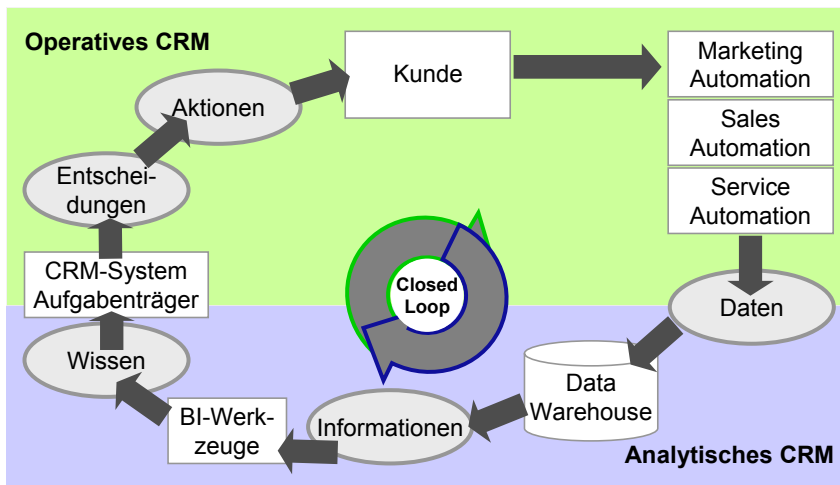 Operatives CRM
Aktionen
Kunde
Marketing
Automation
Sales
Automation
Service
Automation
Entschei-
dungen
CRM-System
Aufgabenträger
Closed
Loop
Daten
Wissen
Data
Warehouse
BI-Werk-
zeuge
Informationen
Analytisches CRM